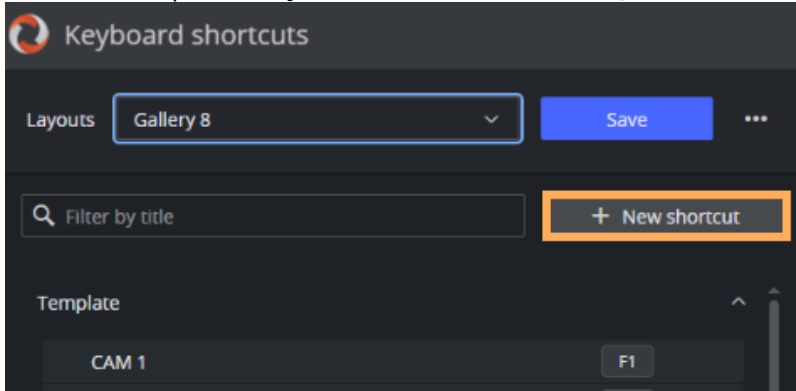 Keyboard shortcuts
Layouts Gallery 8 Save
Filter by title + New shortcut
Template
CAM 1 F1